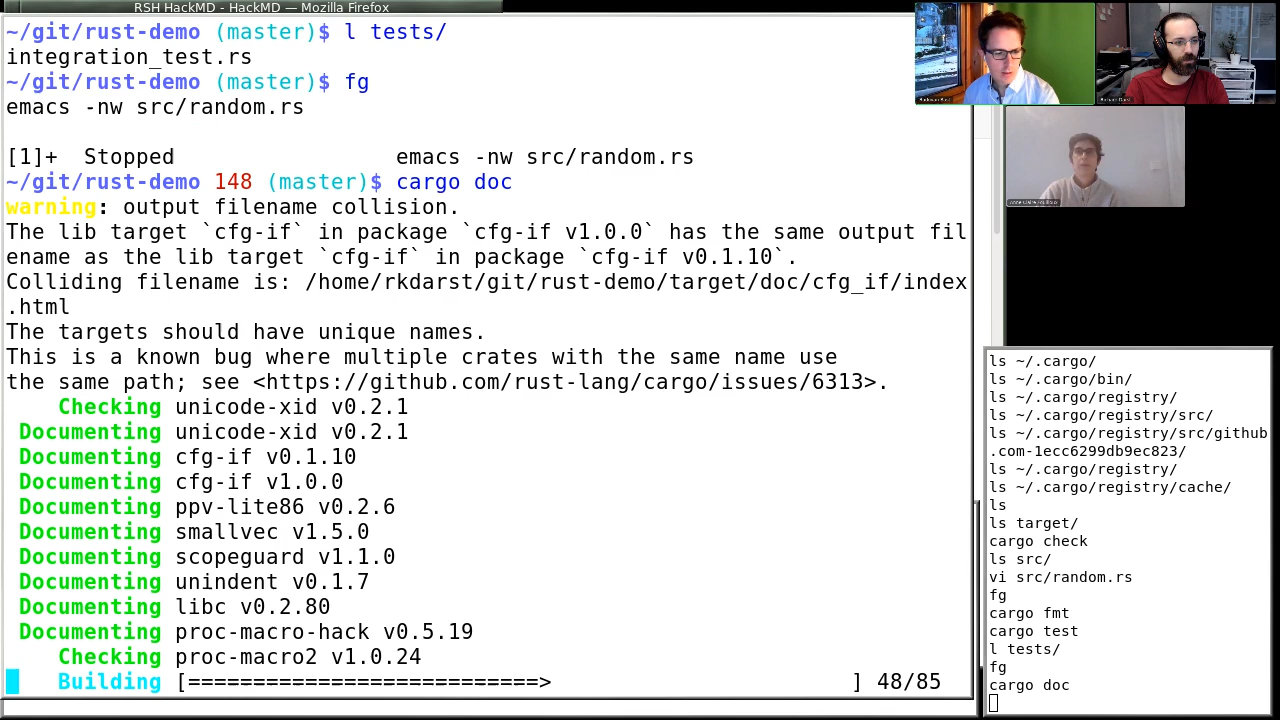 RSH HackMD - HackMD — Mozilla Firefox
~/git/rust-demo (master)$ l tests/
integration_test.rs
~/git/rust-demo (master)$ fg
emacs -nw src/random.rs
[1]+  Stopped                 emacs -nw src/random.rs
~/git/rust-demo 148 (master)$ cargo doc
warning: output filename collision.
The lib target `cfg-if` in package `cfg-if v1.0.0` has the same output fil
ename as the lib target `cfg-if` in package `cfg-if v0.1.10`.
Colliding filename is: /home/rkdarst/git/rust-demo/target/doc/cfg_if/index
.html
The targets should have unique names.
This is a known bug where multiple crates with the same name use
the same path; see <https://github.com/rust-lang/cargo/issues/6313>.
    Checking unicode-xid v0.2.1
 Documenting unicode-xid v0.2.1
 Documenting cfg-if v0.1.10
 Documenting cfg-if v1.0.0
 Documenting ppv-lite86 v0.2.6
 Documenting smallvec v1.5.0
 Documenting scopeguard v1.1.0
 Documenting unindent v0.1.7
 Documenting libc v0.2.80
 Documenting proc-macro-hack v0.5.19
    Checking proc-macro2 v1.0.24
    Building [===========================>                       ] 48/85
ls ~/.cargo/
ls ~/.cargo/bin/
ls ~/.cargo/registry/
ls ~/.cargo/registry/src/
ls ~/.cargo/registry/src/github
.com-1ecc6299db9ec823/
ls ~/.cargo/registry/
ls ~/.cargo/registry/cache/
ls
ls target/
cargo check
ls src/
vi src/random.rs
fg
cargo fmt
cargo test
l tests/
fg
cargo doc